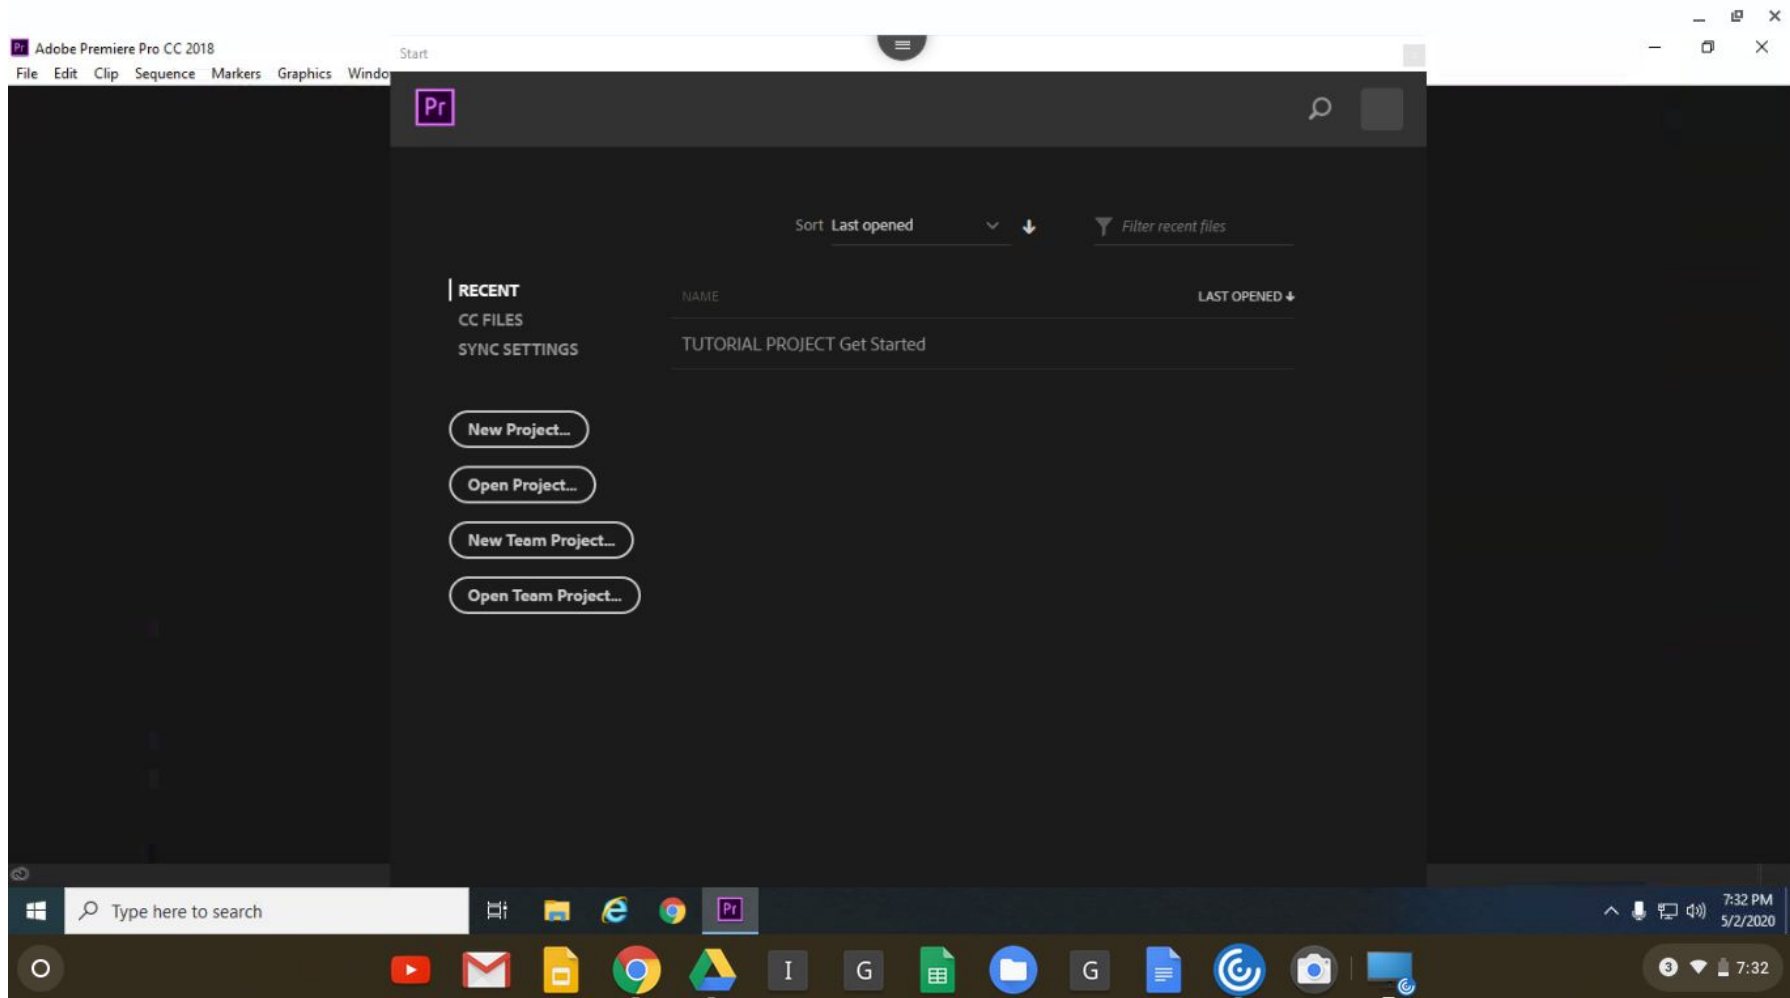 Adobe Premiere Pro CC 2018
File Edit Clip Sequence Markers Graphics Windo
Start
Pr
Sort Last opened
Filter recent files
RECENT
CC FILES
SYNC SETTINGS
NAME LAST OPENED
TUTORIAL PROJECT Get Started
New Project...
Open Project...
New Team Project...
Open Team Project...
Type here to search
Pr
7:32 PM
5/2/2020
I G G
3 7:32